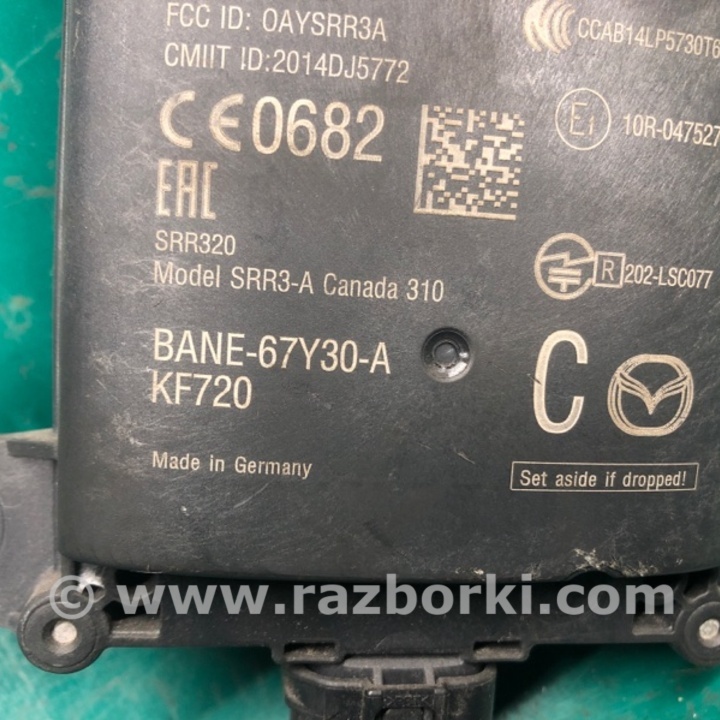 FCC ID: OAYSRR3A
CCAB14LP5730T6
CMIIT ID:2014DJ5772
CE0682
E1
10R-047527
EAC
SRR320
Model SRR3-A Canada 310
R 202-LSC077
BANE-67Y30-A
KF720
C
Made in Germany
Set aside if dropped!
© www.razborki.com